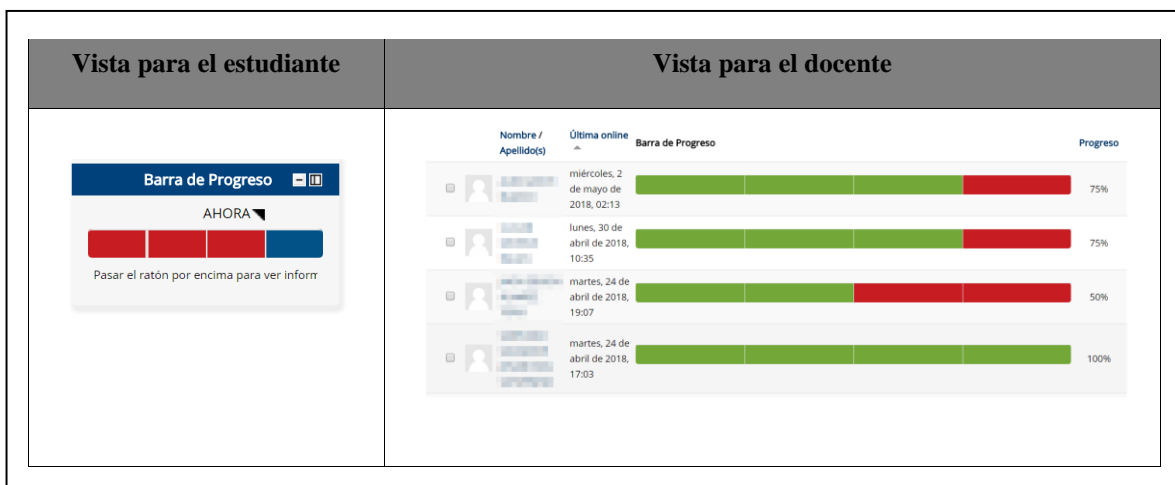 Vista para el estudiante
Vista para el docente
Barra de Progreso
AHORA
Pasar el ratón por encima para ver inform
Nombre /
Apellido(s)
Última online
Barra de Progreso
Progreso
miércoles, 2
de mayo de
2018, 02:13
75%
lunes, 30 de
abril de 2018,
10:35
75%
martes, 24 de
abril de 2018,
19:07
50%
martes, 24 de
abril de 2018,
17:03
100%